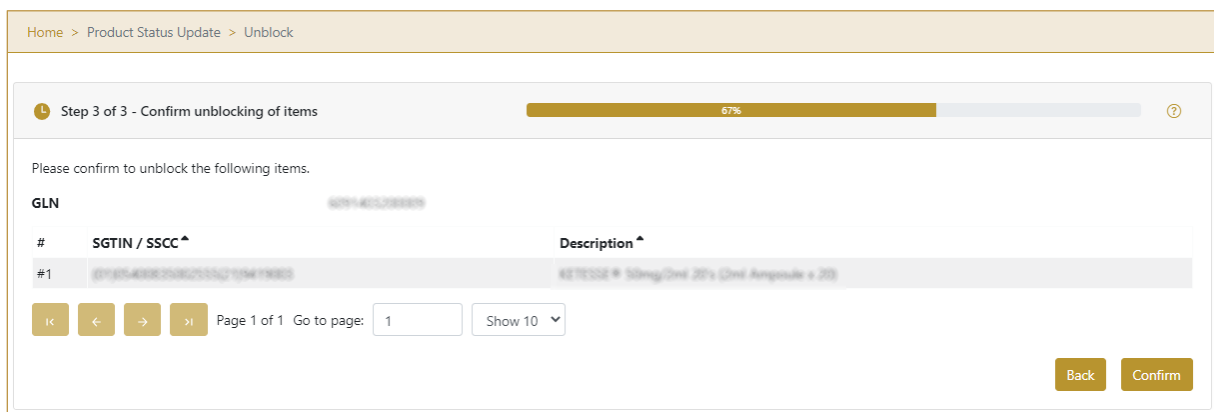 Home > Product Status Update > Unblock
Step 3 of 3 - Confirm unblocking of items 67% ?
Please confirm to unblock the following items.
GLN
# SGTIN / SSCC Description
#1
Page 1 of 1 Go to page: 1 Show 10
Back Confirm